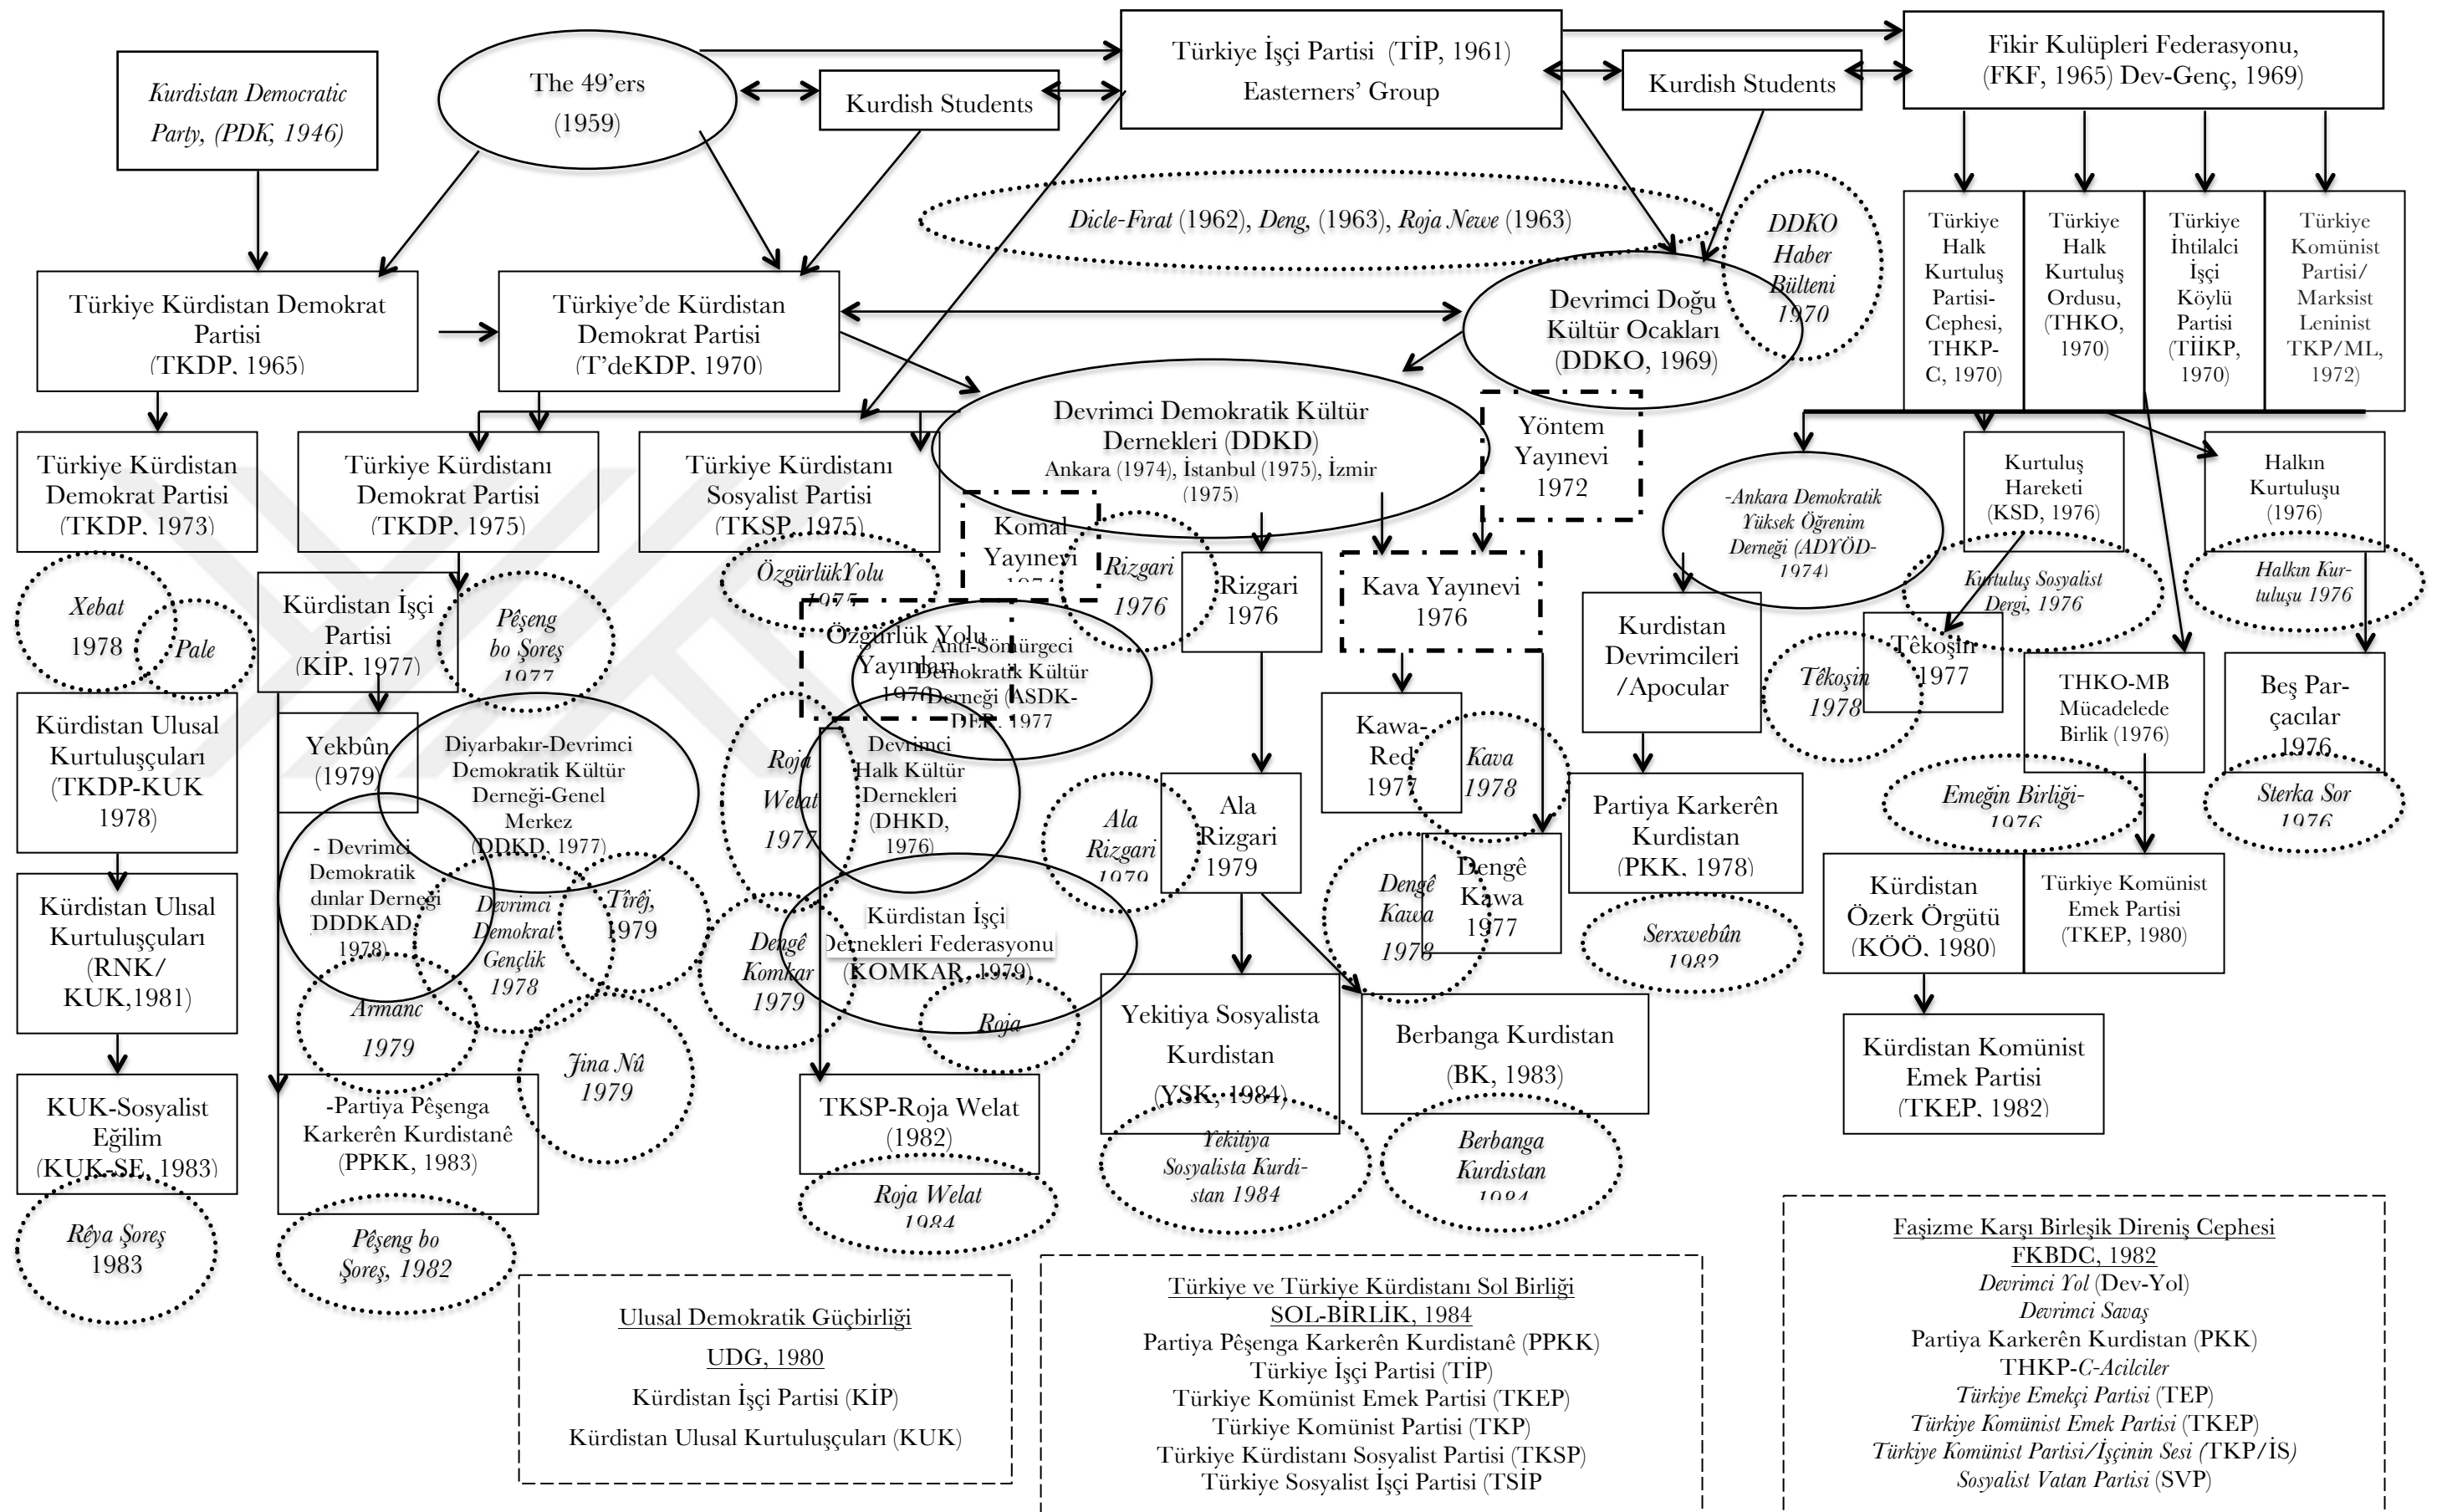 Kurdistan Democratic
Party, (PDK, 1946)
The 49’ers
(1959)
Kurdish Students
Türkiye İşçi Partisi (TİP, 1961)
Easterners’ Group
Kurdish Students
Fikir Kulüpleri Federasyonu,
(FKF, 1965) Dev-Genç, 1969)
Dicle-Fırat (1962), Deng, (1963), Roja Newe (1963)
DDKO
Haber
Bülteni
1970
Türkiye
Halk
Kurtuluş
Partisi-
Cephesi,
THKP-
C, 1970)
Türkiye
Halk
Kurtuluş
Ordusu,
(THKO,
1970)
Türkiye
İhtilalci
İşçi
Köylü
Partisi
(TİİKP,
1970)
Türkiye
Komünist
Partisi/
Marksist
Leninist
TKP/ML,
1972)
Türkiye Kürdistan Demokrat
Partisi
(TKDP, 1965)
Türkiye’de Kürdistan
Demokrat Partisi
(T’deKDP, 1970)
Devrimci Doğu
Kültür Ocakları
(DDKO, 1969)
Devrimci Demokratik Kültür
Dernekleri (DDKD)
Ankara (1974), İstanbul (1975), İzmir
(1975)
Yöntem
Yayınevi
1972
Türkiye Kürdistan
Demokrat Partisi
(TKDP, 1973)
Türkiye Kürdistanı
Demokrat Partisi
(TKDP, 1975)
Türkiye Kürdistanı
Sosyalist Partisi
(TKSP, 1975)
Komal
Yayınevi
1974
-Ankara Demokratik
Yüksek Öğrenim
Derneği (ADYÖD-
1974)
Kurtuluş
Hareketi
(KSD, 1976)
Halkın
Kurtuluşu
(1976)
Xebat
1978
Pale
Kürdistan İşçi
Partisi
(KİP, 1977)
Pêşeng
bo Şoreş
1977
ÖzgürlükYolu
1975
Rizgari
1976
Rizgari
1976
Kava Yayınevi
1976
Kurtuluş Sosyalist
Dergi, 1976
Halkın Kur-
tuluşu 1976
Özgürlük Yolu
Yayınları
1976
Anti-Sömürgeci
Demokratik Kültür
Derneği (ASDK-
DER, 1977
Kurdistan
Devrimcileri
/Apocular
Têkoşin
1978
Têkoşin
1977
THKO-MB
Mücadelede
Birlik (1976)
Beş Par-
çacılar
1976
Kürdistan Ulusal
Kurtuluşçuları
(TKDP-KUK
1978)
Yekbûn
(1979)
Diyarbakır-Devrimci
Demokratik Kültür
Derneği-Genel
Merkez
(DDKD, 1977)
Roja
Welat
1977
Devrimci
Halk Kültür
Dernekleri
(DHKD,
1976)
Kawa-
Red
1977
Kava
1978
Ala
Rizgari
1979
Ala
Rizgari
1979
Partiya Karkerên
Kurdistan
(PKK, 1978)
Emeğin Birliği-
1976
Sterka Sor
1976
- Devrimci
Demokratik
dınlar Derneği
DDDKAD,
1978)
Devrimci
Demokrat
Gençlik
1978
Tîrêj,
1979
Dengê
Komkar
1979
Kürdistan İşçi
Dernekleri Federasyonu
(KOMKAR, 1979)
Dengê
Kawa
1978
Dengê
Kawa
1977
Serxwebûn
1982
Kürdistan
Özerk Örgütü
(KÖÖ, 1980)
Türkiye Komünist
Emek Partisi
(TKEP, 1980)
Kürdistan Ulısal
Kurtuluşçuları
(RNK/
KUK,1981)
Armanc
1979
Jina Nû
1979
Roja
Yekitiya Sosyalista
Kurdistan
(YSK, 1984)
Berbanga Kurdistan
(BK, 1983)
Kürdistan Komünist
Emek Partisi
(TKEP, 1982)
KUK-Sosyalist
Eğilim
(KUK-SE, 1983)
-Partiya Pêşenga
Karkerên Kurdistanê
(PPKK, 1983)
TKSP-Roja Welat
(1982)
Roja Welat
1984
Yekitiya
Sosyalista Kurdi-
stan 1984
Berbanga
Kurdistan
1984
Rêya Şoreş
1983
Pêşeng bo
Şoreş, 1982
Ulusal Demokratik Güçbirliği
UDG, 1980
Kürdistan İşçi Partisi (KİP)
Kürdistan Ulusal Kurtuluşçuları (KUK)
Türkiye ve Türkiye Kürdistanı Sol Birliği
SOL-BİRLİK, 1984
Partiya Pêşenga Karkerên Kurdistanê (PPKK)
Türkiye İşçi Partisi (TİP)
Türkiye Komünist Emek Partisi (TKEP)
Türkiye Komünist Partisi (TKP)
Türkiye Kürdistanı Sosyalist Partisi (TKSP)
Türkiye Sosyalist İşçi Partisi (TSİP
Faşizme Karşı Birleşik Direniş Cephesi
FKBDC, 1982
Devrimci Yol (Dev-Yol)
Devrimci Savaş
Partiya Karkerên Kurdistan (PKK)
THKP-C-Acilciler
Türkiye Emekçi Partisi (TEP)
Türkiye Komünist Emek Partisi (TKEP)
Türkiye Komünist Partisi/İşçinin Sesi (TKP/İS)
Sosyalist Vatan Partisi (SVP)